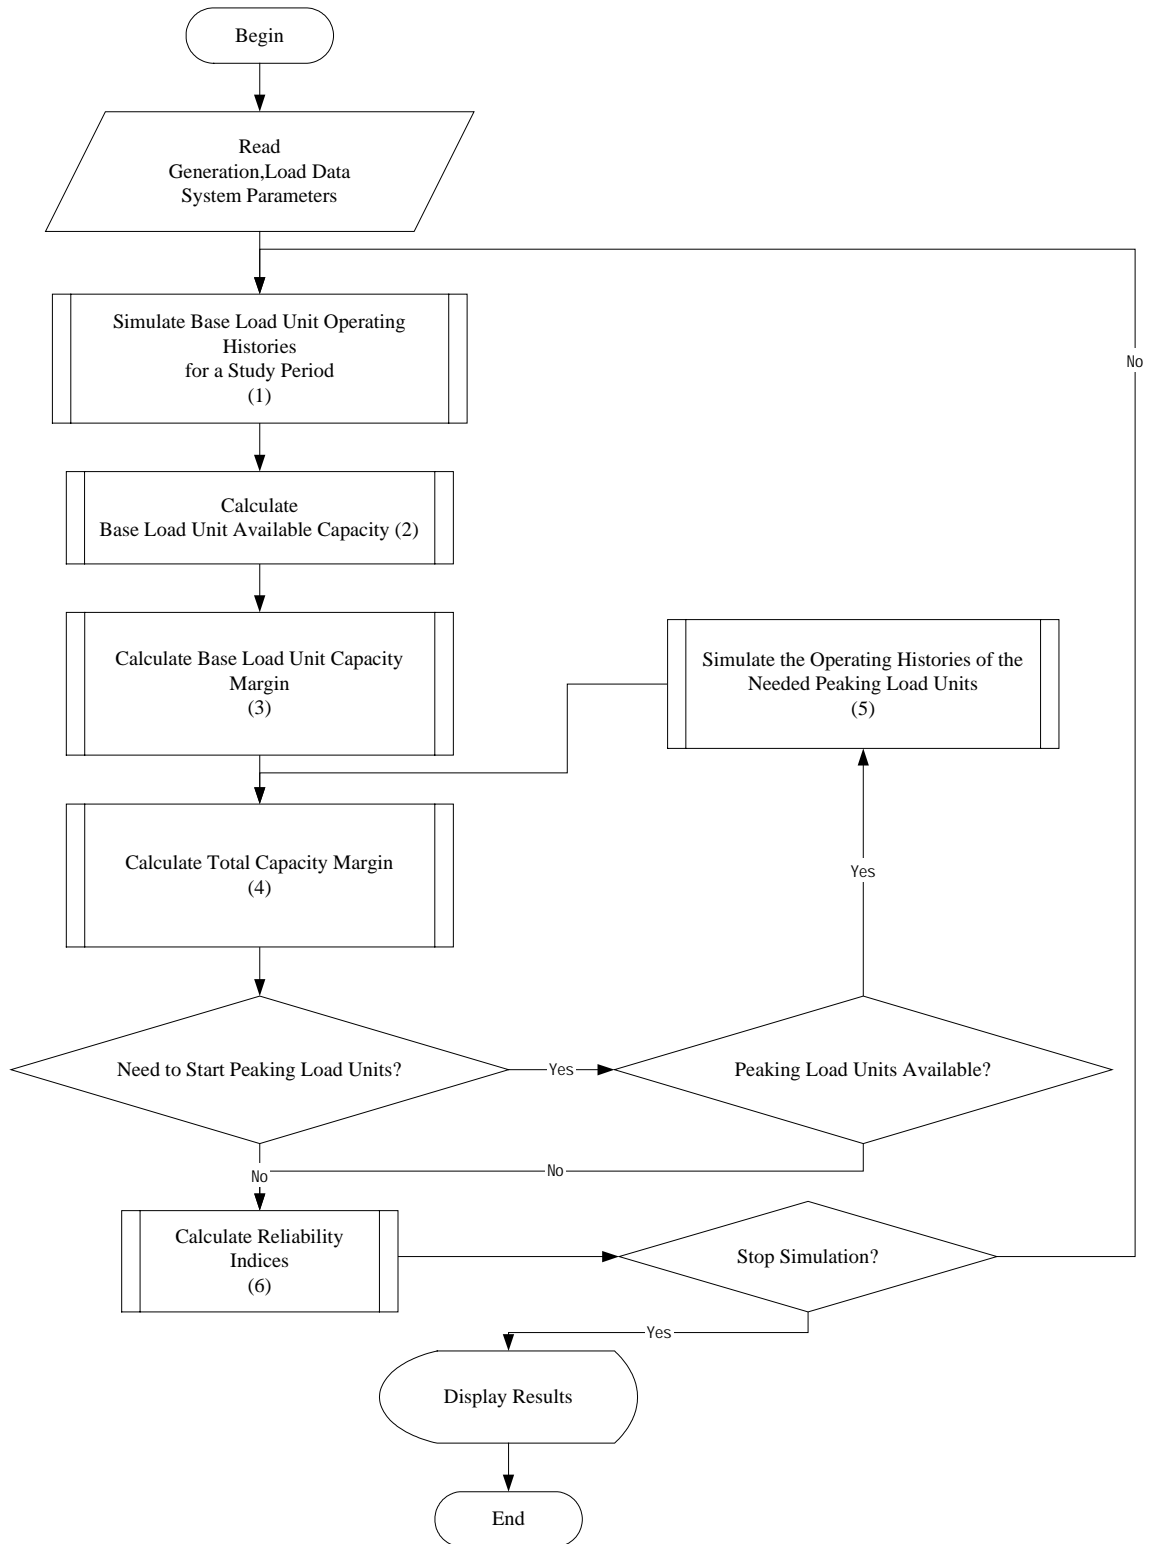 Begin
Read
Generation,Load Data
System Parameters
Simulate Base Load Unit Operating
Histories
for a Study Period
(1)
No
Calculate
Base Load Unit Available Capacity (2)
Calculate Base Load Unit Capacity
Margin
(3)
Simulate the Operating Histories of the
Needed Peaking Load Units
(5)
Calculate Total Capacity Margin
(4)
Yes
Need to Start Peaking Load Units?
Yes
Peaking Load Units Available?
No
No
Calculate Reliability
Indices
(6)
Stop Simulation?
Yes
Display Results
End